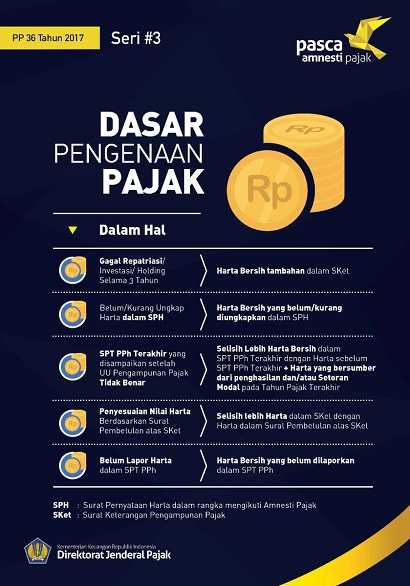 PP 36 Tahun 2017
Seri #3
pasca
amnesti pajak
DASAR
PENGENAAN
PAJAK
Rp
Rp
Dalam Hal
Gagal Repatriasi/
Investasi/ Holding
Selama 3 Tahun
Harta Bersih tambahan dalam SKet
Belum/Kurang Ungkap
Harta dalam SPH
Harta Bersih yang belum/kurang
diungkapkan dalam SPH
SPT PPh Terakhir yang
disampaikan setelah
UU Pengampunan Pajak
Tidak Benar
Selisih Lebih Harta Bersih dalam
SPT PPh Terakhir dengan Harta sebelum
SPT PPh Terakhir + Harta yang bersumber
dari penghasilan dan/atau Setoran
Modal pada Tahun Pajak Terakhir
Penyesuaian Nilai Harta
Berdasarkan Surat
Pembetulan atas SKet
Selisih lebih Harta dalam SKet dengan
Harta dalam Surat Pembetulan atas SKet
Belum Lapor Harta
dalam SPT PPh
Harta Bersih yang belum dilaporkan
dalam SPT PPh
SPH : Surat Pernyataan Harta dalam rangka mengikuti Amnesti Pajak
SKet : Surat Keterangan Pengampunan Pajak
Kementerian Keuangan Republik Indonesia
Direktorat Jenderal Pajak